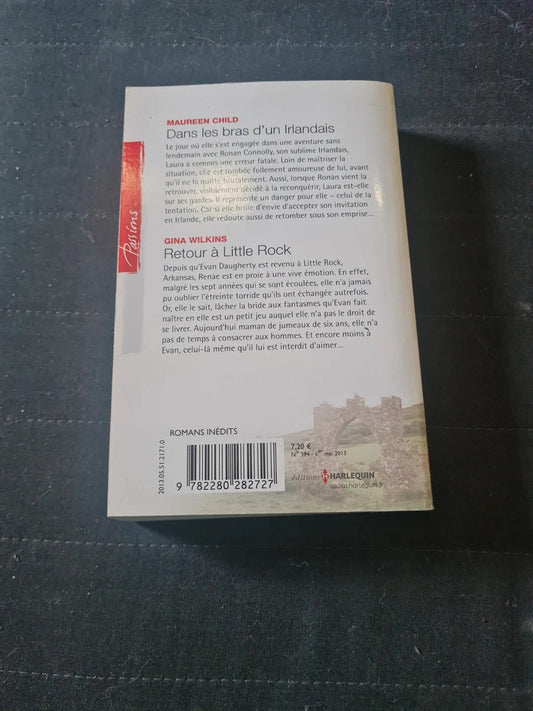 MAUREEN CHILD
Dans les bras d'un Irlandais
Le jour où elle s'est engagée dans une aventure sans
lendemain avec Ronan Connolly, son sublime Irlandais,
Laura a commis une erreur fatale. Loin de maîtriser la
situation, elle est tombée follement amoureuse de lui, avant
qu'il ne la quitte brutalement. Aussi, lorsque Ronan vient la
retrouver, visiblement décidé à la reconquérir, Laura est-elle
sur ses gardes. Il représente un danger pour elle – celui de la
tentation. Car si elle brûle d'envie d'accepter son invitation
en Irlande, elle redoute aussi de retomber sous son emprise...
Passions
GINA WILKINS
Retour à Little Rock
Depuis qu'Evan Daugherty est revenu à Little Rock,
Arkansas, Renae est en proie à une vive émotion. En effet,
malgré les sept années qui se sont écoulées, elle n'a jamais
pu oublier l'étreinte torride qu'ils ont échangée autrefois.
Or, elle le sait, lâcher la bride aux fantasmes qu'Evan fait
naître en elle est un petit jeu auquel elle n'a pas le droit de
se livrer. Aujourd'hui maman de jumeaux de six ans, elle n'a
pas de temps à consacrer aux hommes. Et encore moins à
Evan, celui-là même qu'il lui est interdit d'aimer...
ROMANS INÉDITS
7,20 €
N° 394 - 1er mai 2013
2013.05.51.2171.0
9 782280 282727
éditions HARLEQUIN
www.harlequin.fr